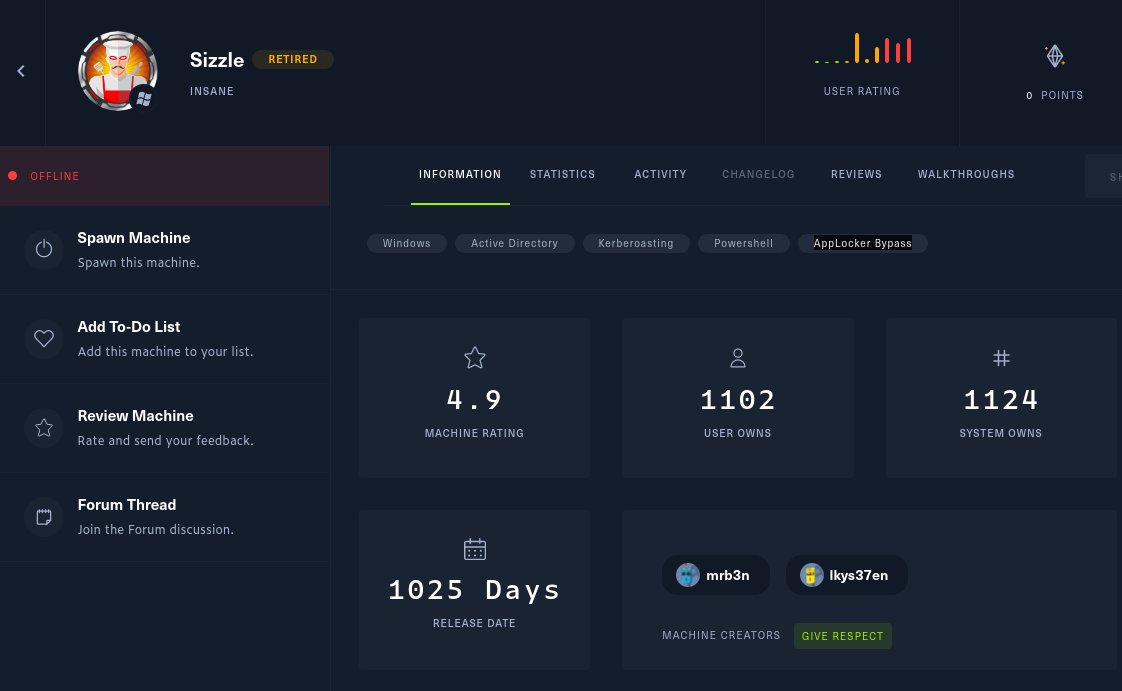 Sizzle RETIRED
INSANE
USER RATING
0 POINTS
OFFLINE
INFORMATION STATISTICS ACTIVITY CHANGELOG REVIEWS WALKTHROUGHS
Windows Active Directory Kerberoasting Powershell AppLocker Bypass
Spawn Machine
Spawn this machine.
Add To-Do List
Add this machine to your list.
Review Machine
Rate and send your feedback.
Forum Thread
Join the Forum discussion.
4.9
MACHINE RATING
1102
USER OWNS
1124
SYSTEM OWNS
1025 Days
RELEASE DATE
mrb3n lkys37en
MACHINE CREATORS GIVE RESPECT